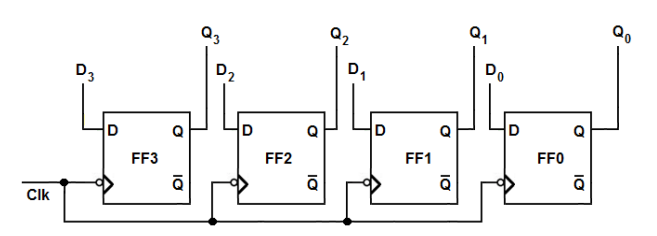 Q3 Q2 Q1 Q0
D3 D2 D1 D0
D Q D Q D Q D Q
FF3 FF2 FF1 FF0
Q̅ Q̅ Q̅ Q̅
Clk